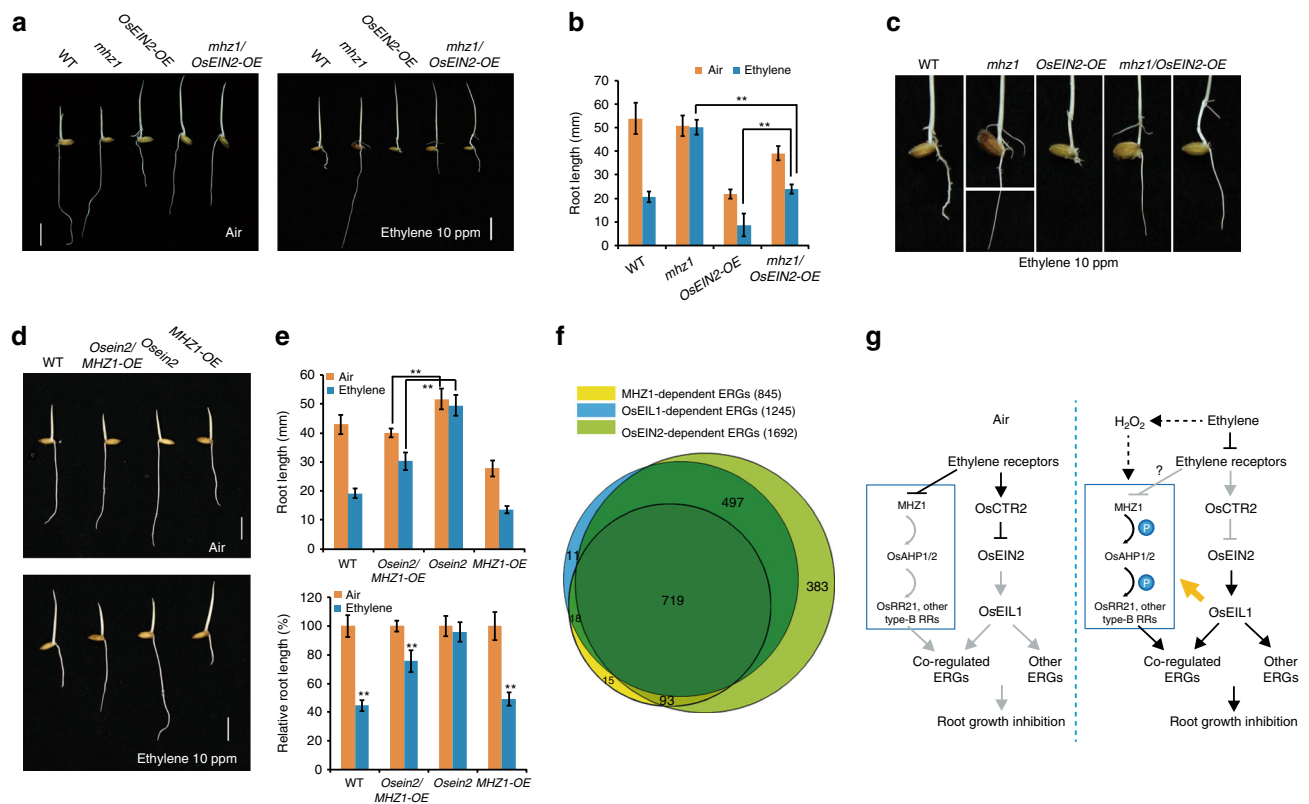 a
WT
mhz1
OsEIN2-OE
mhz1/
OsEIN2-OE
Air
WT
mhz1
OsEIN2-OE
mhz1/
OsEIN2-OE
Ethylene 10 ppm
b
Air
Ethylene
Root length (mm)
70
60
50
40
30
20
10
0
**
**
WT
mhz1
OsEIN2-OE
mhz1/
OsEIN2-OE
c
WT
mhz1
OsEIN2-OE
mhz1/OsEIN2-OE
Ethylene 10 ppm
d
WT
Osein2/
MHZ1-OE
Osein2
MHZ1-OE
Air
Ethylene 10 ppm
e
Air
Ethylene
Root length (mm)
70
60
50
40
30
20
10
0
**
**
WT
Osein2/
MHZ1-OE
Osein2
MHZ1-OE
Air
Ethylene
Relative root length (%)
120
100
80
60
40
20
0
**
**
**
WT
Osein2/
MHZ1-OE
Osein2
MHZ1-OE
f
MHZ1-dependent ERGs (845)
OsEIL1-dependent ERGs (1245)
OsEIN2-dependent ERGs (1692)
497
11
383
719
18
15
93
g
Air
Ethylene receptors
MHZ1
OsCTR2
OsAHP1/2
OsEIN2
OsRR21, other
type-B RRs
OsEIL1
Co-regulated
ERGs
Other
ERGs
Root growth inhibition
H2O2
Ethylene
?
Ethylene receptors
MHZ1
OsCTR2
P
OsAHP1/2
OsEIN2
P
OsRR21, other
type-B RRs
OsEIL1
Co-regulated
ERGs
Other
ERGs
Root growth inhibition